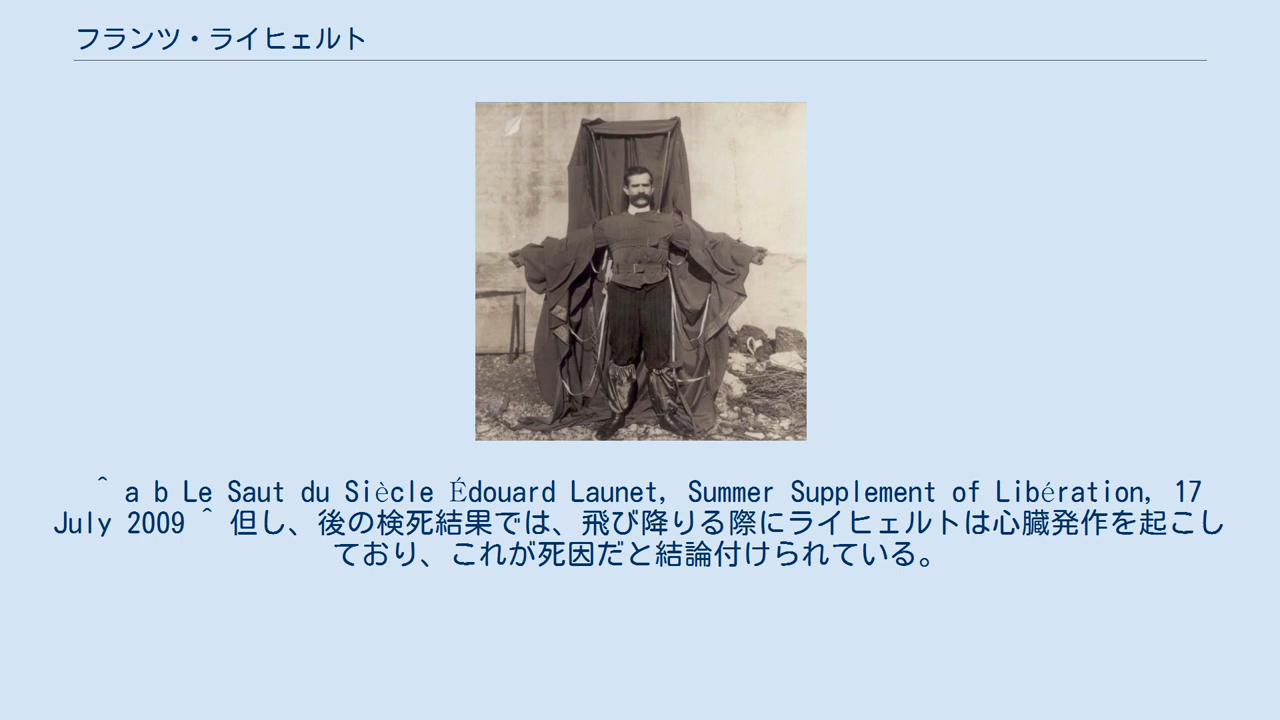 フランツ・ライヒェルト
^ a b Le Saut du Siècle Édouard Launet, Summer Supplement of Libération, 17
July 2009 ^ 但し、後の検死結果では、飛び降りる際にライヒェルトは心臓発作を起こし
ており、これが死因だと結論付けられている。